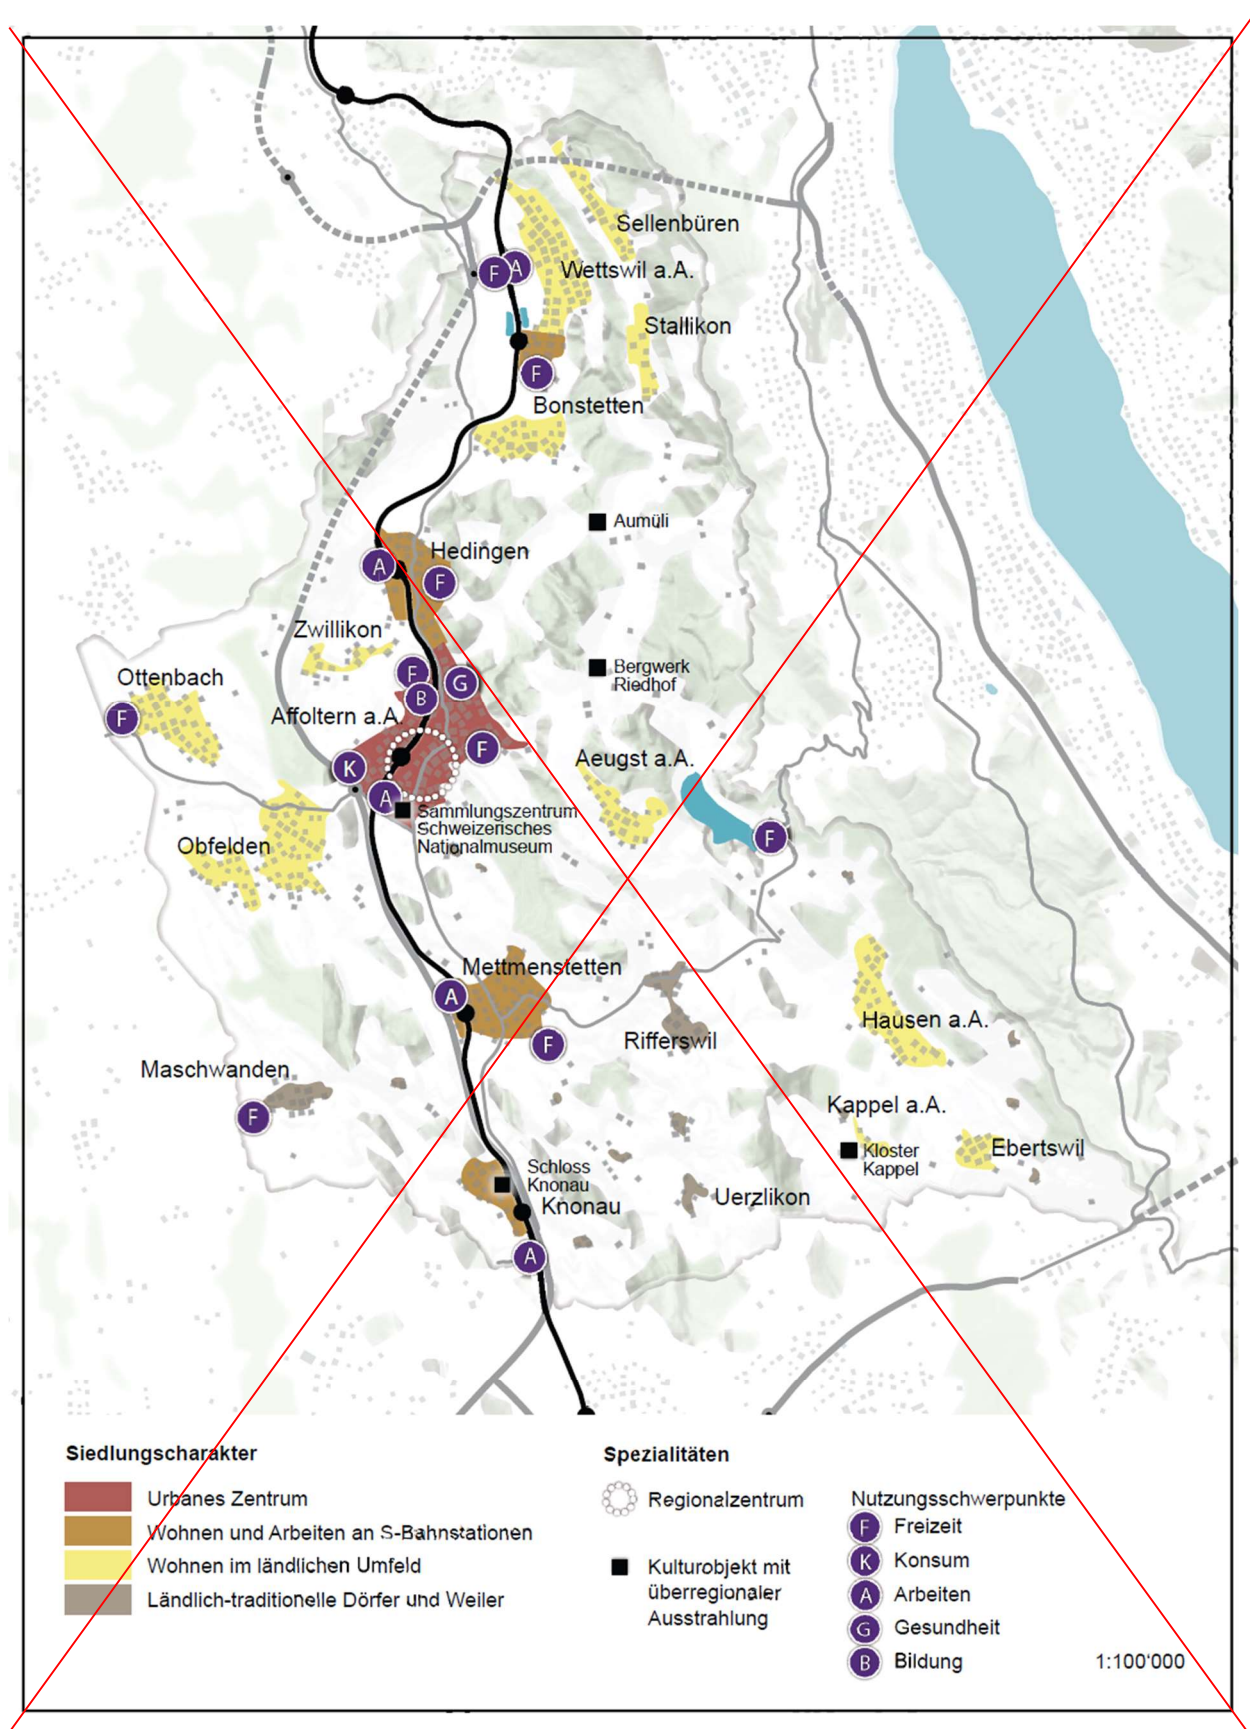 Sellenbüren
F
A
Wettswil a.A.
Stallikon
F
Bonstetten
Aumüli
Hedingen
A
F
Zwillikon
Bergwerk
Riedhof
Ottenbach
F
G
B
F
Affoltern a.A.
F
K
Aeugst a.A.
A
Sammlungszentrum
Schweizerisches
Nationalmuseum
F
Obfelden
Mettmenstetten
A
Hausen a.A.
Rifferswil
F
Maschwanden
F
Kappel a.A.
Kloster
Kappel
Ebertswil
Schloss
Knonau
Knonau
Uerzlikon
A
Siedlungscharakter
Urbanes Zentrum
Wohnen und Arbeiten an S-Bahnstationen
Wohnen im ländlichen Umfeld
Ländlich-traditionelle Dörfer und Weiler
Spezialitäten
Regionalzentrum
Kulturobjekt mit
überregionaler
Ausstrahlung
Nutzungsschwerpunkte
F Freizeit
K Konsum
A Arbeiten
G Gesundheit
B Bildung
1:100'000